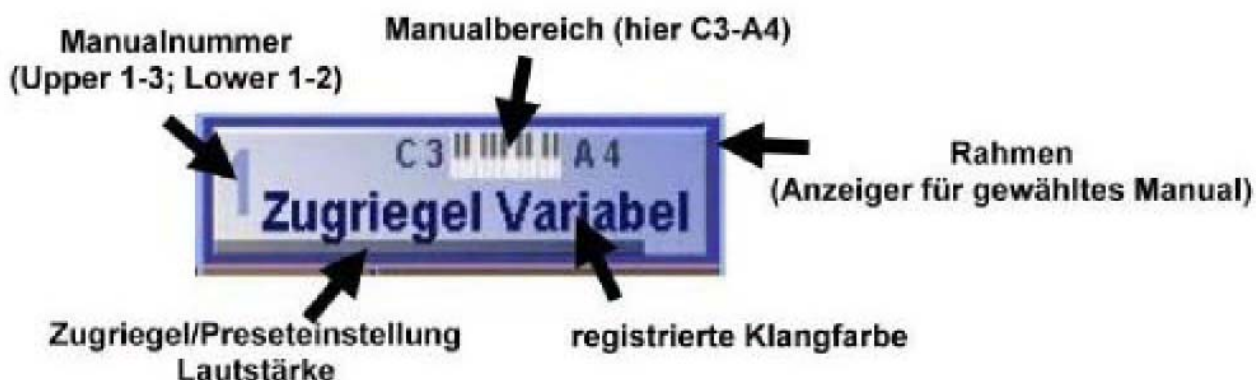 Manualnummer
(Upper 1-3; Lower 1-2)
Manualbereich (hier C3-A4)
1
C3 A4
Zugriegel Variabel
Rahmen
(Anzeiger für gewähltes Manual)
Zugriegel/Preseteinstellung
Lautstärke
registrierte Klangfarbe